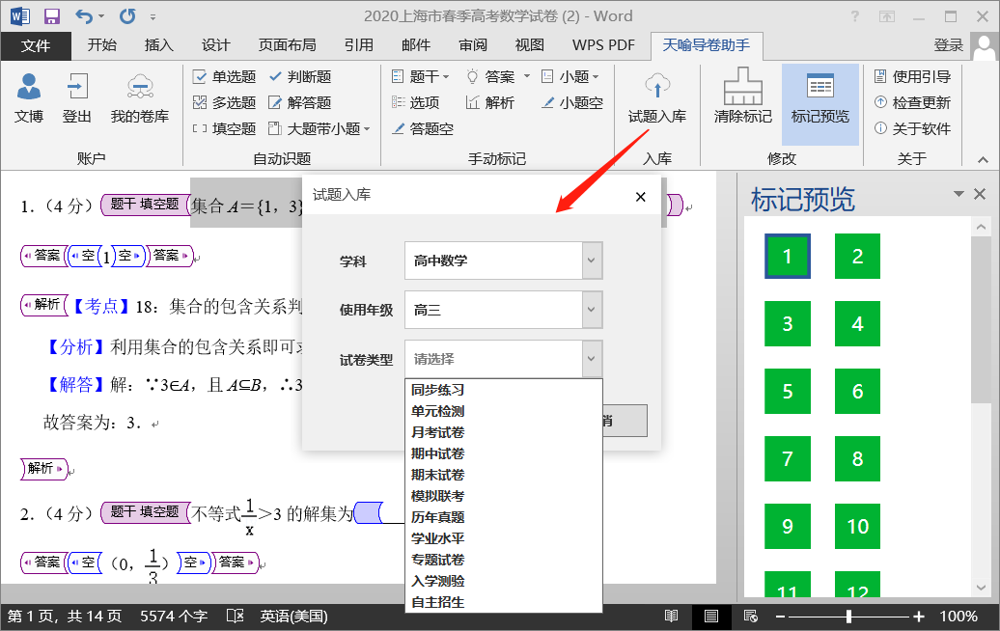 2020上海市春季高考数学试卷 (2) - Word
文件 开始 插入 设计 页面布局 引用 邮件 审阅 视图 WPS PDF 天喻导卷助手 登录
单选题 判断题 题干 答案 小题 使用引导
多选题 解答题 选项 解析 小题空 检查更新
文博 登出 我的卷库 试题入库 清除标记 标记预览
填空题 大题带小题 答题空 关于软件
账户 自动识题 手动标记 入库 修改 关于
1.（4 分） 题干 填空题 集合 A＝{1，3}
答案 空 1 空 答案
解析 【考点】18：集合的包含关系判
【分析】利用集合的包含关系即可求
【解答】解：∵3∈A，且 A⊆B，∴3
故答案为：3．
解析
2.（4 分） 题干 填空题 不等式1/x＞3 的解集为
答案 空 （0，1/3） 空 答案
试题入库
学科 高中数学
使用年级 高三
试卷类型 请选择
同步练习
单元检测
月考试卷
期中试卷
期末试卷
模拟联考
历年真题
学业水平
专题试卷
入学测验
自主招生
消
标记预览
1 2
3 4
5 6
7 8
9 10
11 12
第 1 页，共 14 页 5574 个字 英语(美国) 100%